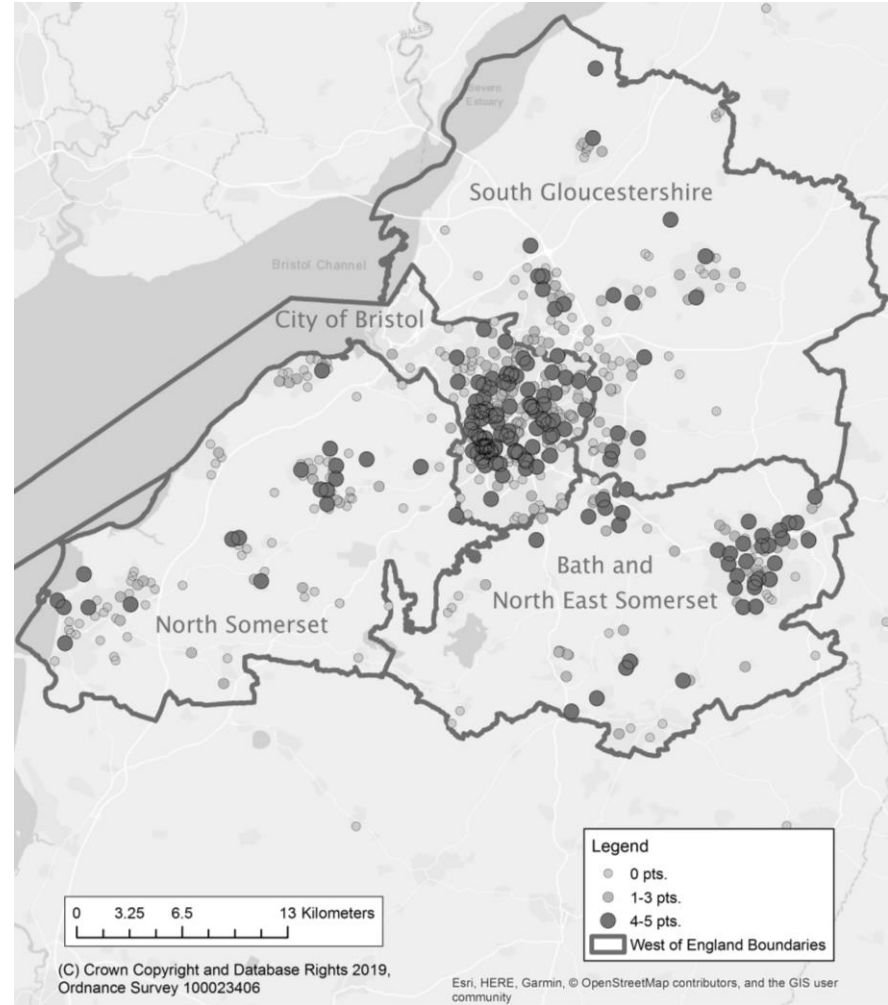 WALES
Severn
Estuary
South Gloucestershire
Bristol Channel
City of Bristol
Bath and
North East Somerset
North Somerset
Legend
0 pts.
1-3 pts.
4-5 pts.
West of England Boundaries
0 3.25 6.5 13 Kilometers
(C) Crown Copyright and Database Rights 2019,
Ordnance Survey 100023406
Esri, HERE, Garmin, © OpenStreetMap contributors, and the GIS user
community